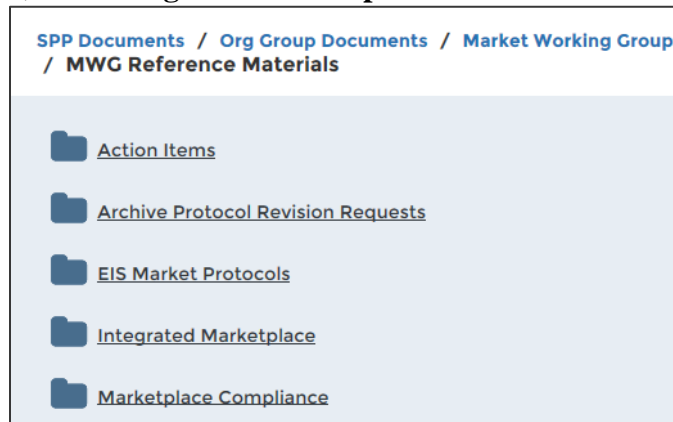 SPP Documents / Org Group Documents / Market Working Group
/ MWG Reference Materials
Action Items
Archive Protocol Revision Requests
EIS Market Protocols
Integrated Marketplace
Marketplace Compliance